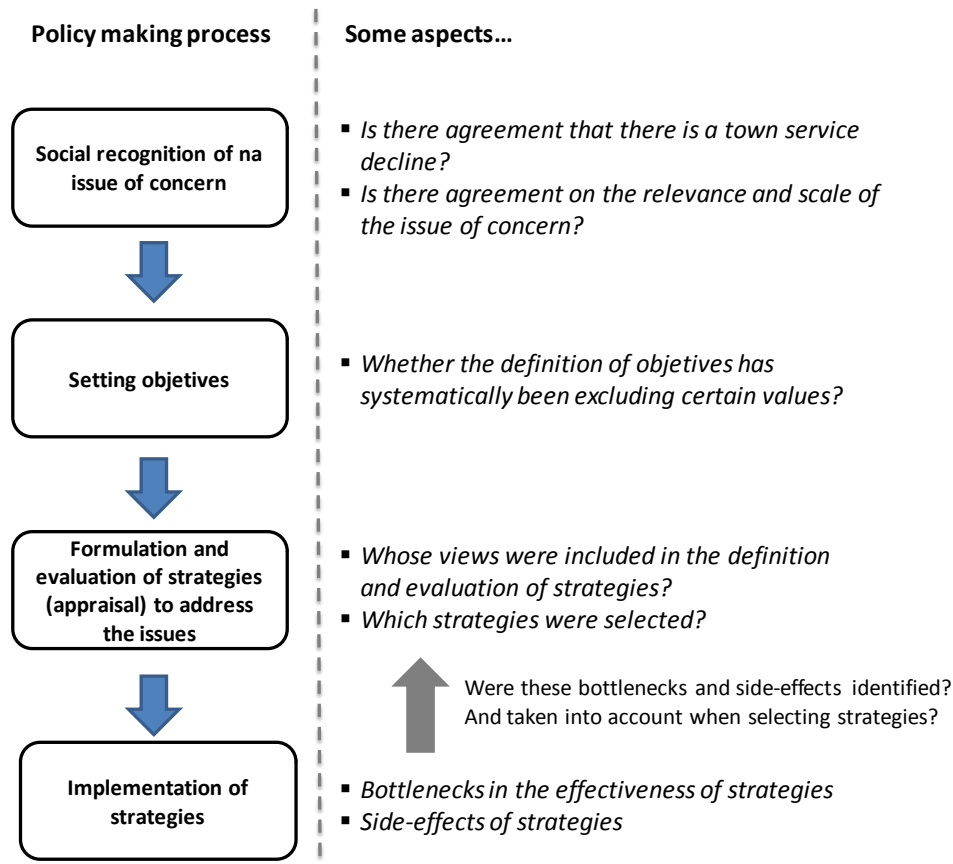 Policy making process
Some aspects…
Social recognition of na
issue of concern
▪ Is there agreement that there is a town service
decline?
▪ Is there agreement on the relevance and scale of
the issue of concern?
Setting objetives
▪ Whether the definition of objetives has
systematically been excluding certain values?
Formulation and
evaluation of strategies
(appraisal) to address
the issues
▪ Whose views were included in the definition
and evaluation of strategies?
▪ Which strategies were selected?
Were these bottlenecks and side-effects identified?
And taken into account when selecting strategies?
Implementation of
strategies
▪ Bottlenecks in the effectiveness of strategies
▪ Side-effects of strategies